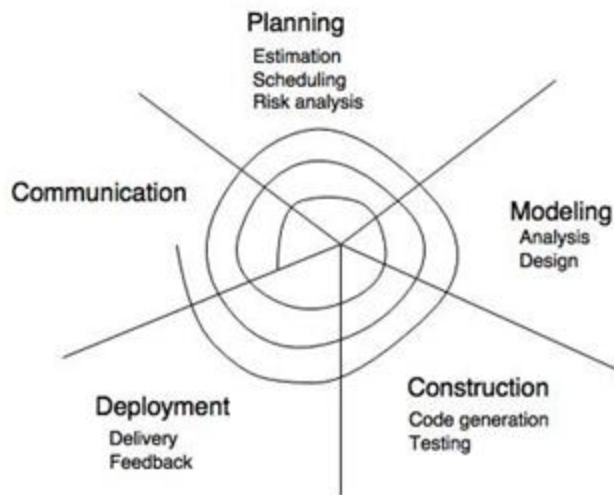 Planning
Estimation
Scheduling
Risk analysis
Communication
Modeling
Analysis
Design
Construction
Code generation
Testing
Deployment
Delivery
Feedback